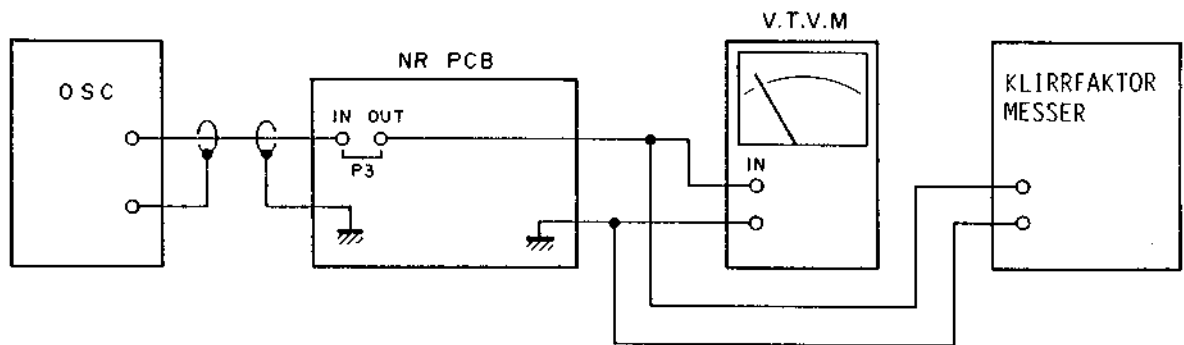 V.T.V.M
NR PCB
OSC
KLIRRFAKTOR
MESSER
IN OUT
P3
IN